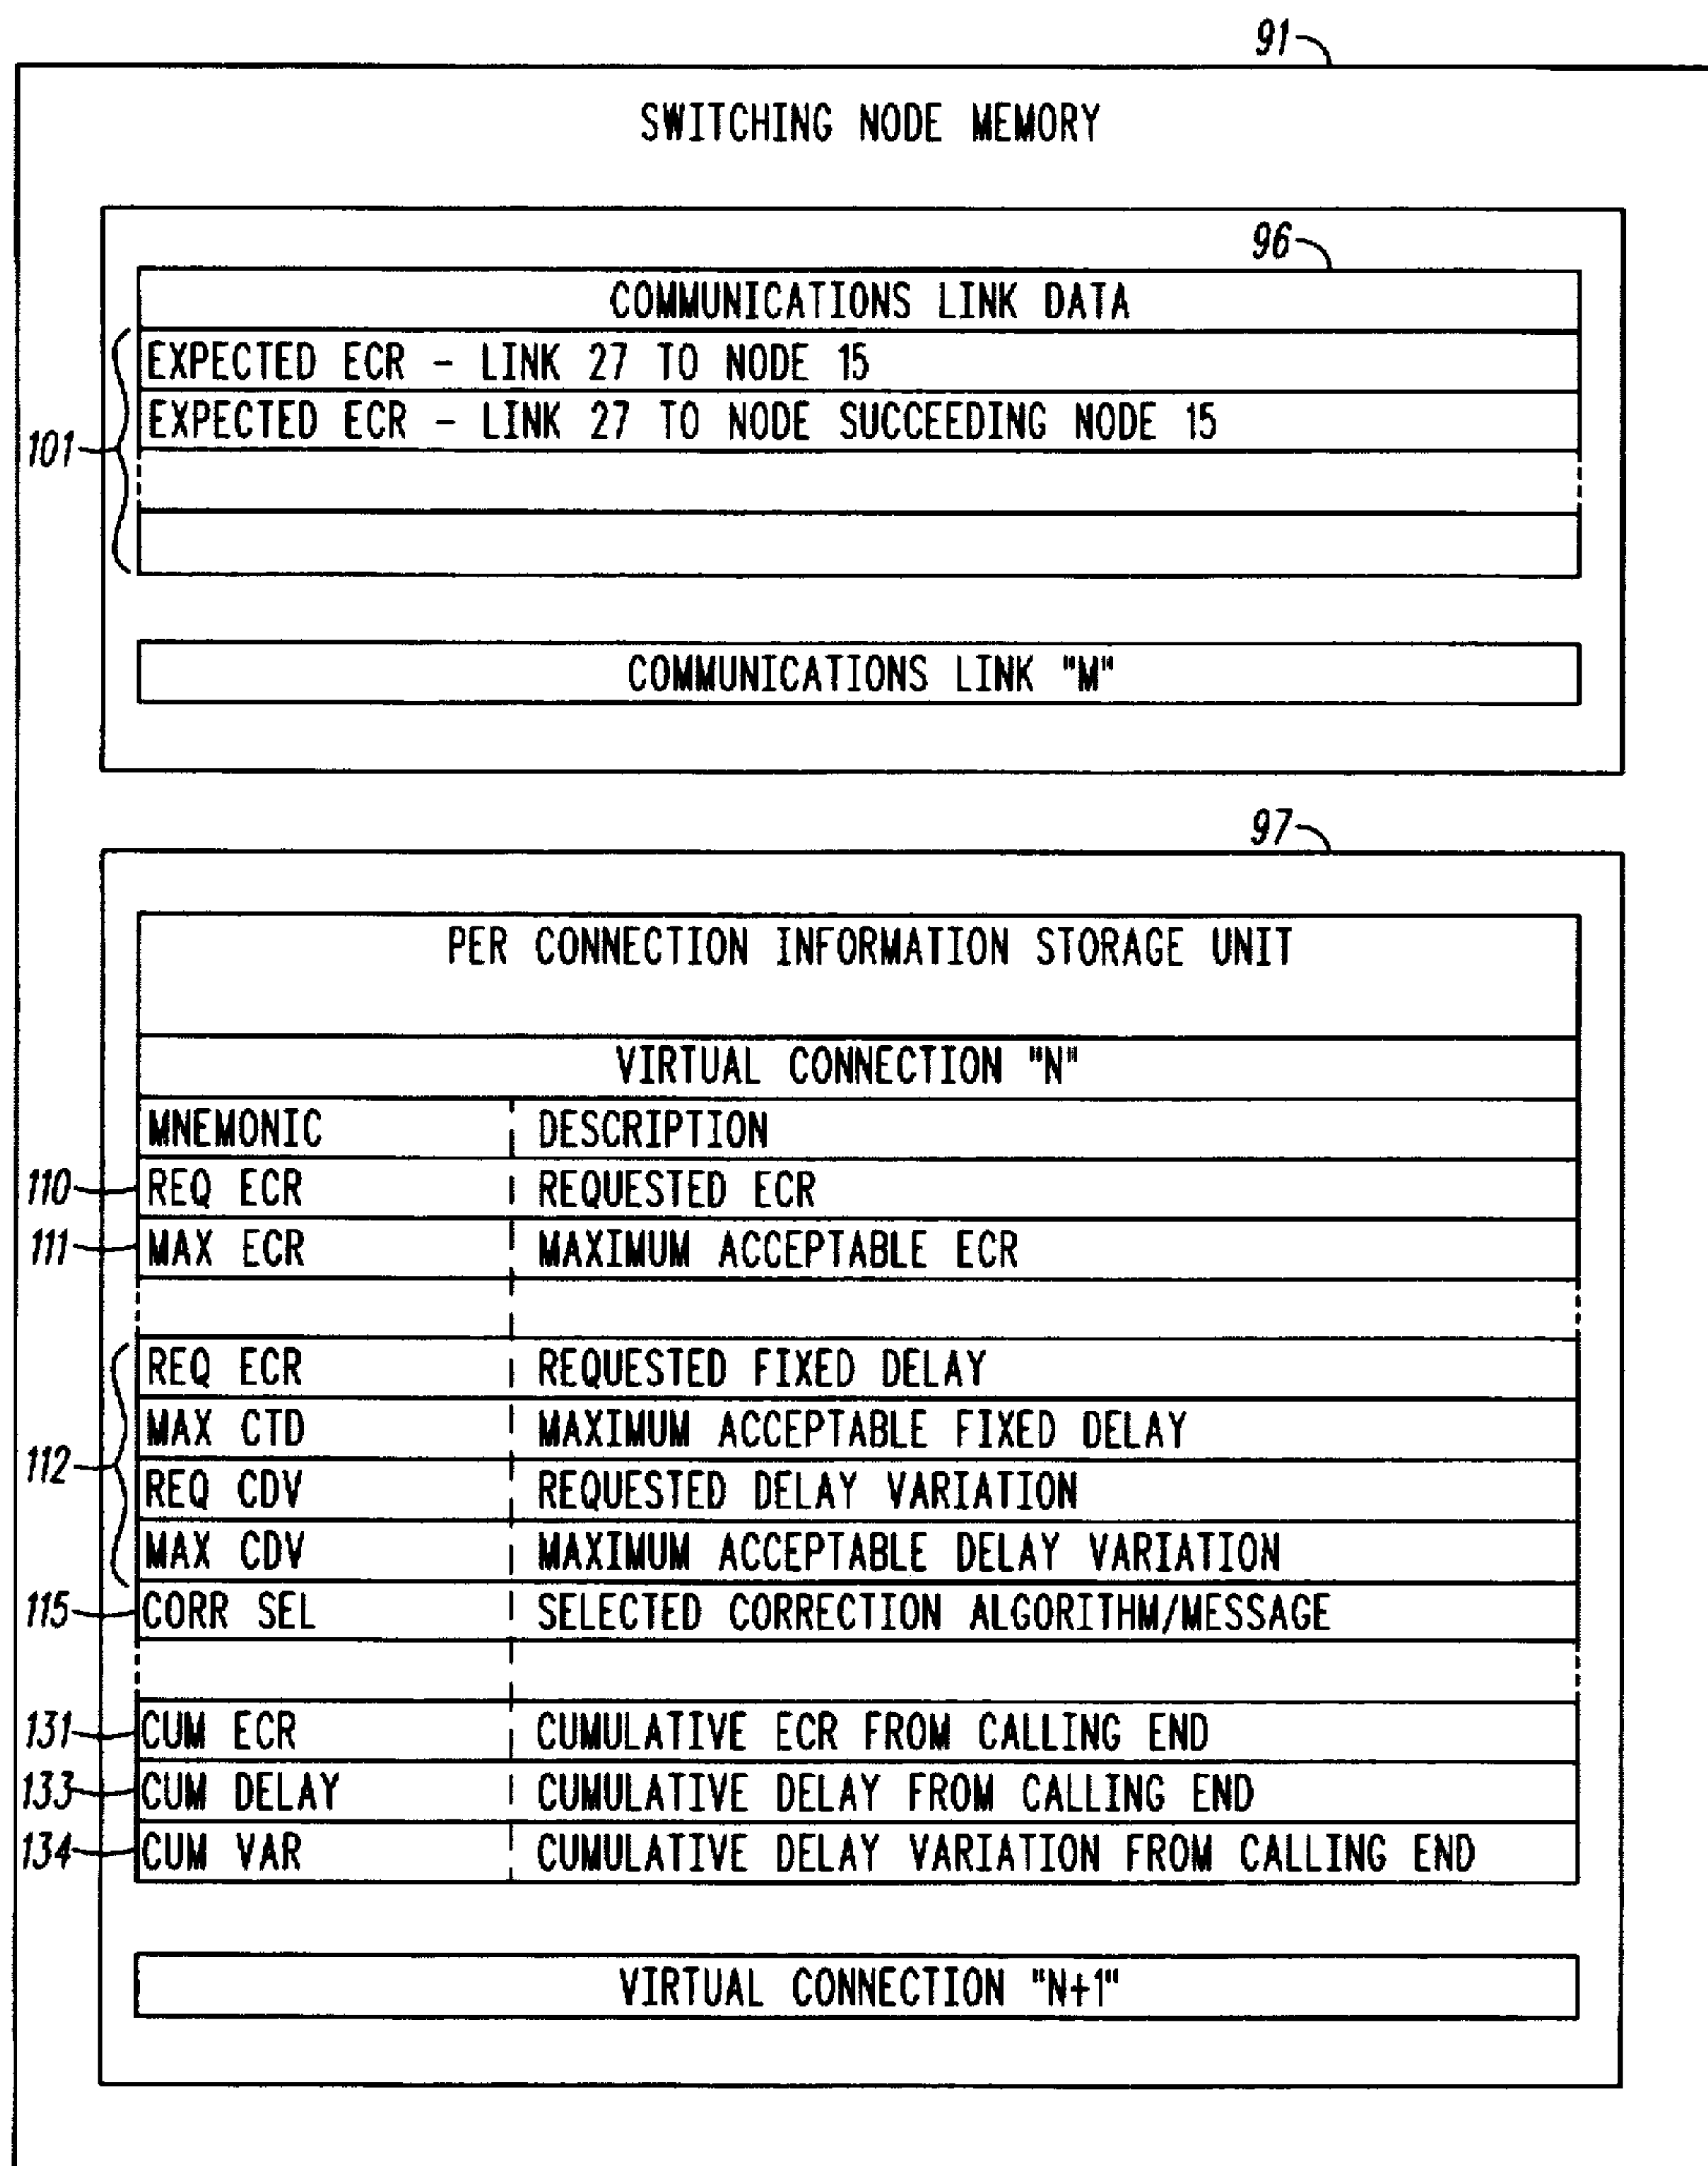 91
SWITCHING NODE MEMORY
96
COMMUNICATIONS LINK DATA
EXPECTED ECR - LINK 27 TO NODE 15
EXPECTED ECR - LINK 27 TO NODE SUCCEEDING NODE 15
101
COMMUNICATIONS LINK "M"
97
PER CONNECTION INFORMATION STORAGE UNIT
VIRTUAL CONNECTION "N"
MNEMONIC DESCRIPTION
110 REQ ECR REQUESTED ECR
111 MAX ECR MAXIMUM ACCEPTABLE ECR
REQ ECR REQUESTED FIXED DELAY
MAX CTD MAXIMUM ACCEPTABLE FIXED DELAY
112
REQ CDV REQUESTED DELAY VARIATION
MAX CDV MAXIMUM ACCEPTABLE DELAY VARIATION
115 CORR SEL SELECTED CORRECTION ALGORITHM/MESSAGE
131 CUM ECR CUMULATIVE ECR FROM CALLING END
133 CUM DELAY CUMULATIVE DELAY FROM CALLING END
134 CUM VAR CUMULATIVE DELAY VARIATION FROM CALLING END
VIRTUAL CONNECTION "N+1"